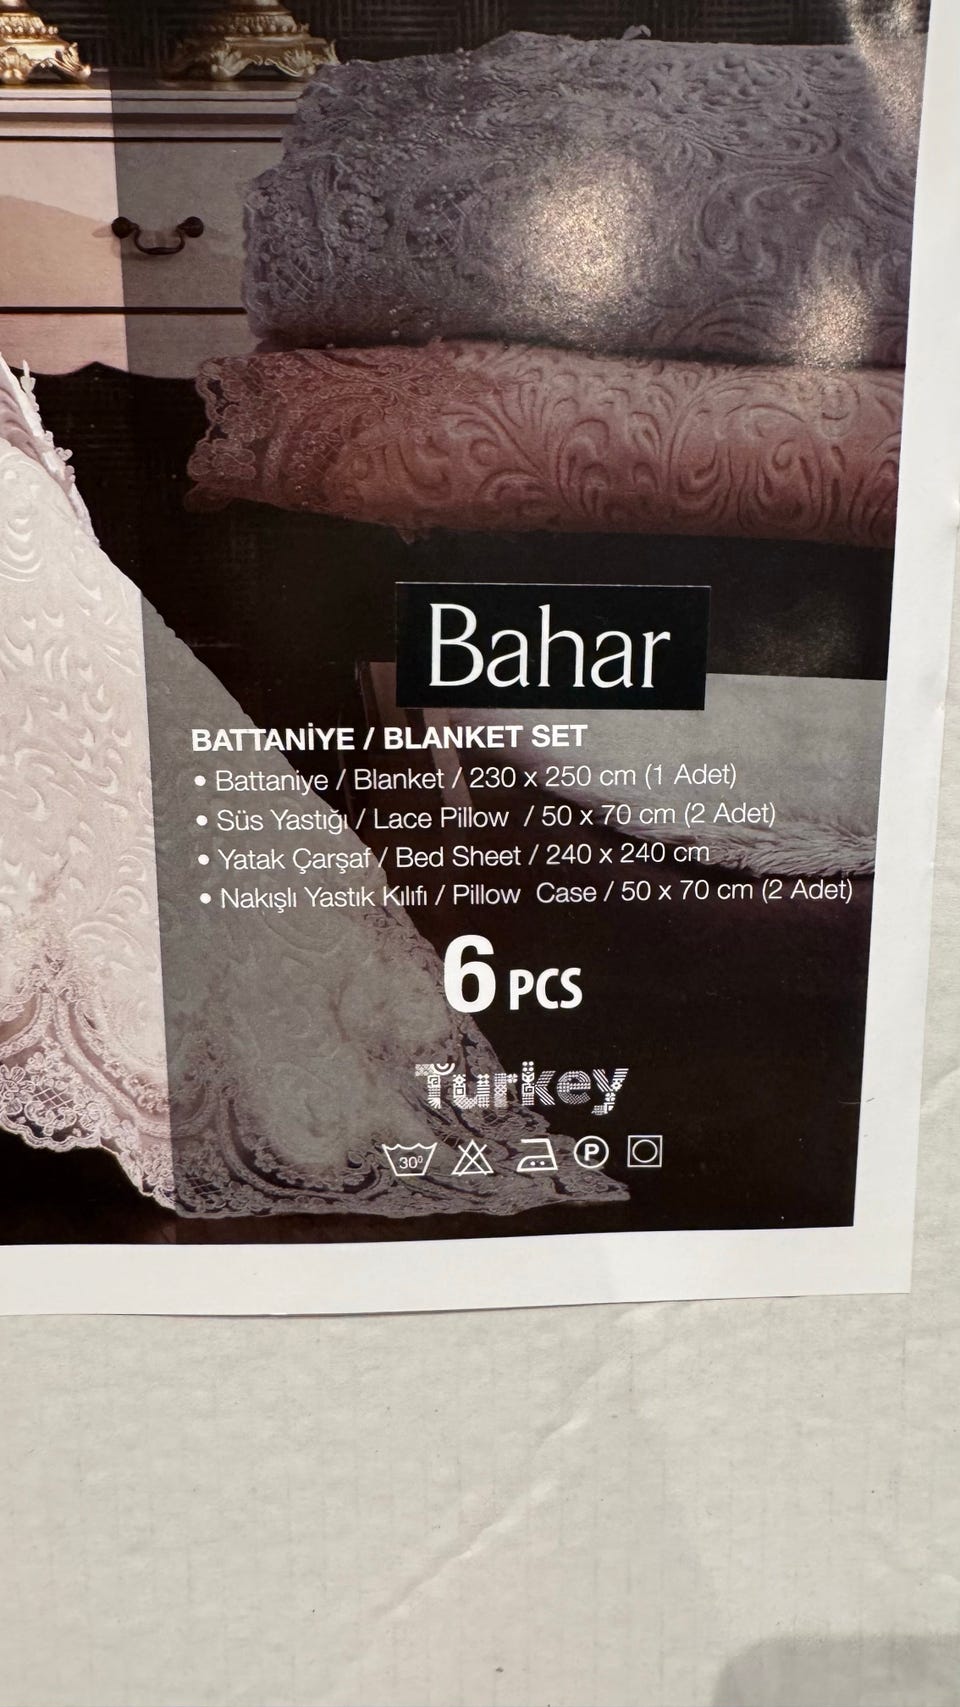 Bahar
BATTANİYE / BLANKET SET
• Battaniye / Blanket / 230 x 250 cm (1 Adet)
• Süs Yastığı / Lace Pillow / 50 x 70 cm (2 Adet)
• Yatak Çarşaf / Bed Sheet / 240 x 240 cm
• Nakışlı Yastık Kılıfı / Pillow Case / 50 x 70 cm (2 Adet)
6 PCS
Turkey
30° P